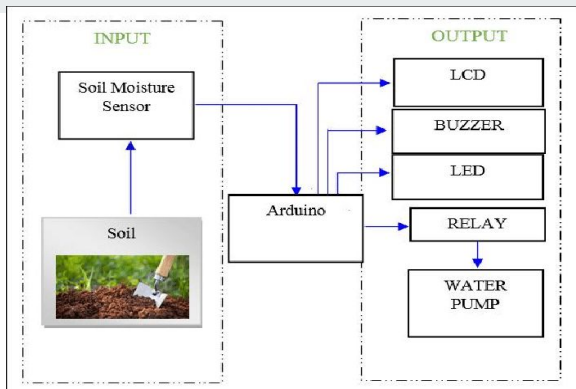 INPUT
OUTPUT
Soil Moisture
Sensor
LCD
BUZZER
LED
Arduino
RELAY
Soil
WATER
PUMP